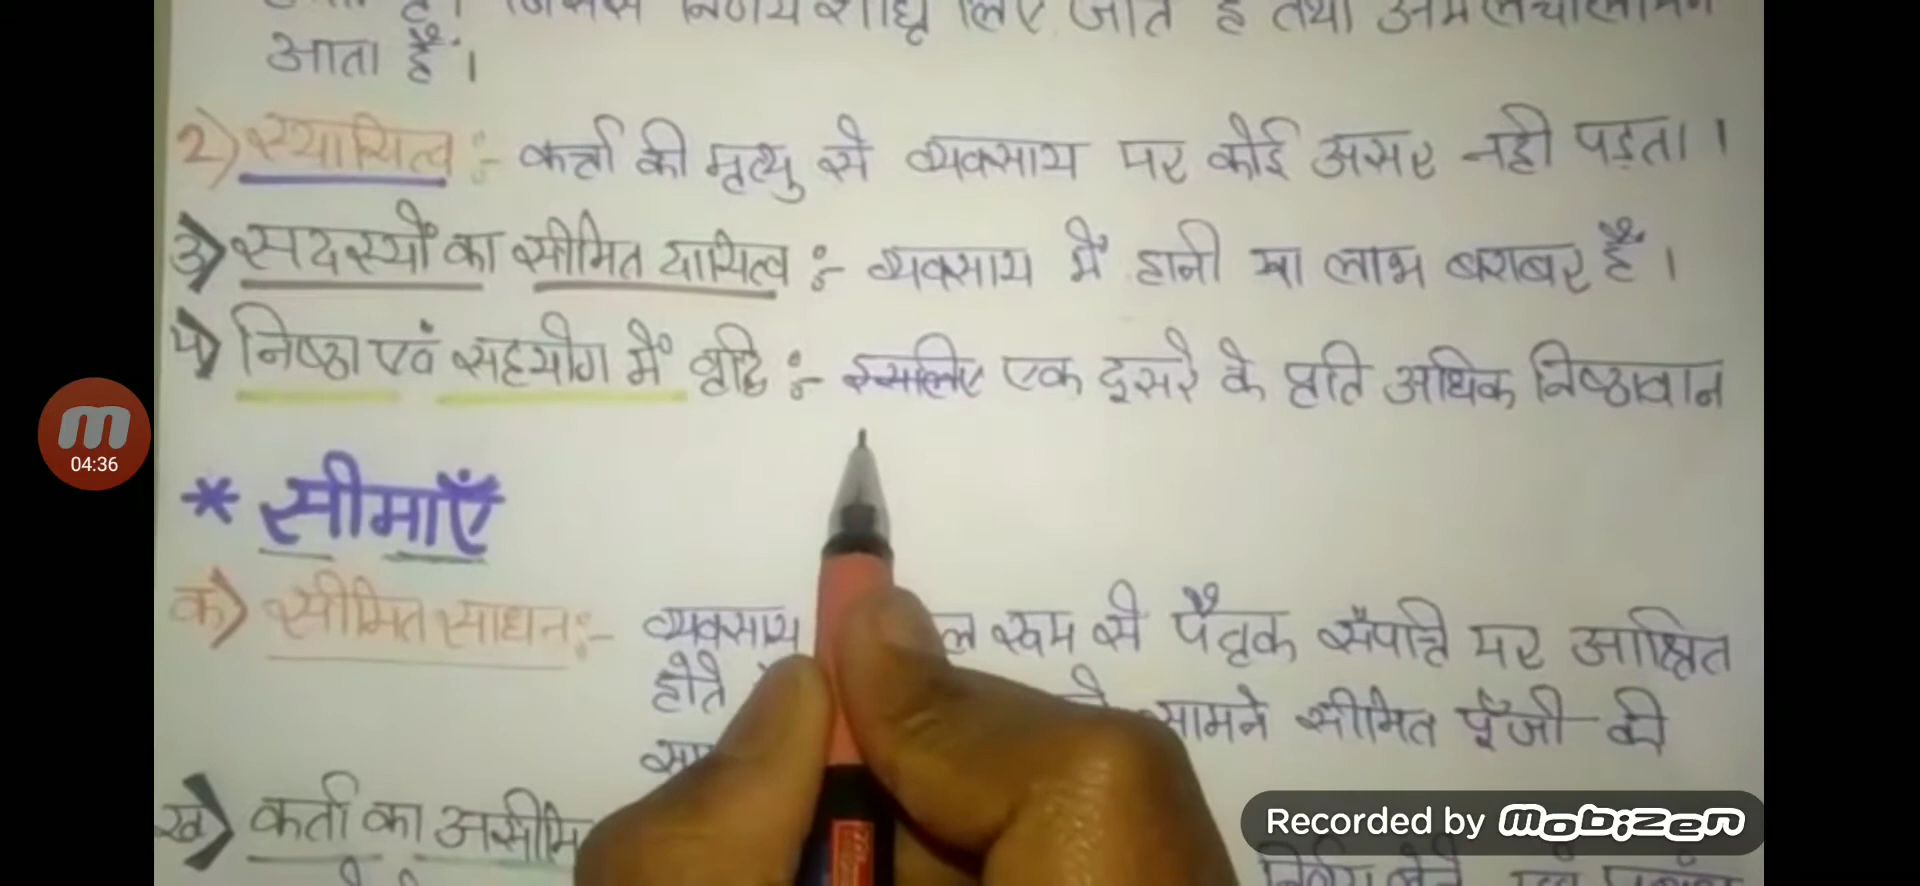 आता है।
2) स्थायित्व :- कर्त्ता की मृत्यु से व्यवसाय पर कोई असर नही पड़ता।
3) सदस्यों का सीमित दायित्व :- व्यवसाय में हानी या लाभ बराबर है।
4) निष्ठा एवं सहयोग में वृद्धि :- इसलिए एक दूसरे के प्रति अधिक निष्ठावान
* सीमाएँ
क) सीमित साधन :- व्यवसाय रूप से पैतृक संपत्ति पर आश्रित
होते सामने सीमित पूँजी की
ख) कर्ता का
04:36
Recorded by mobizen